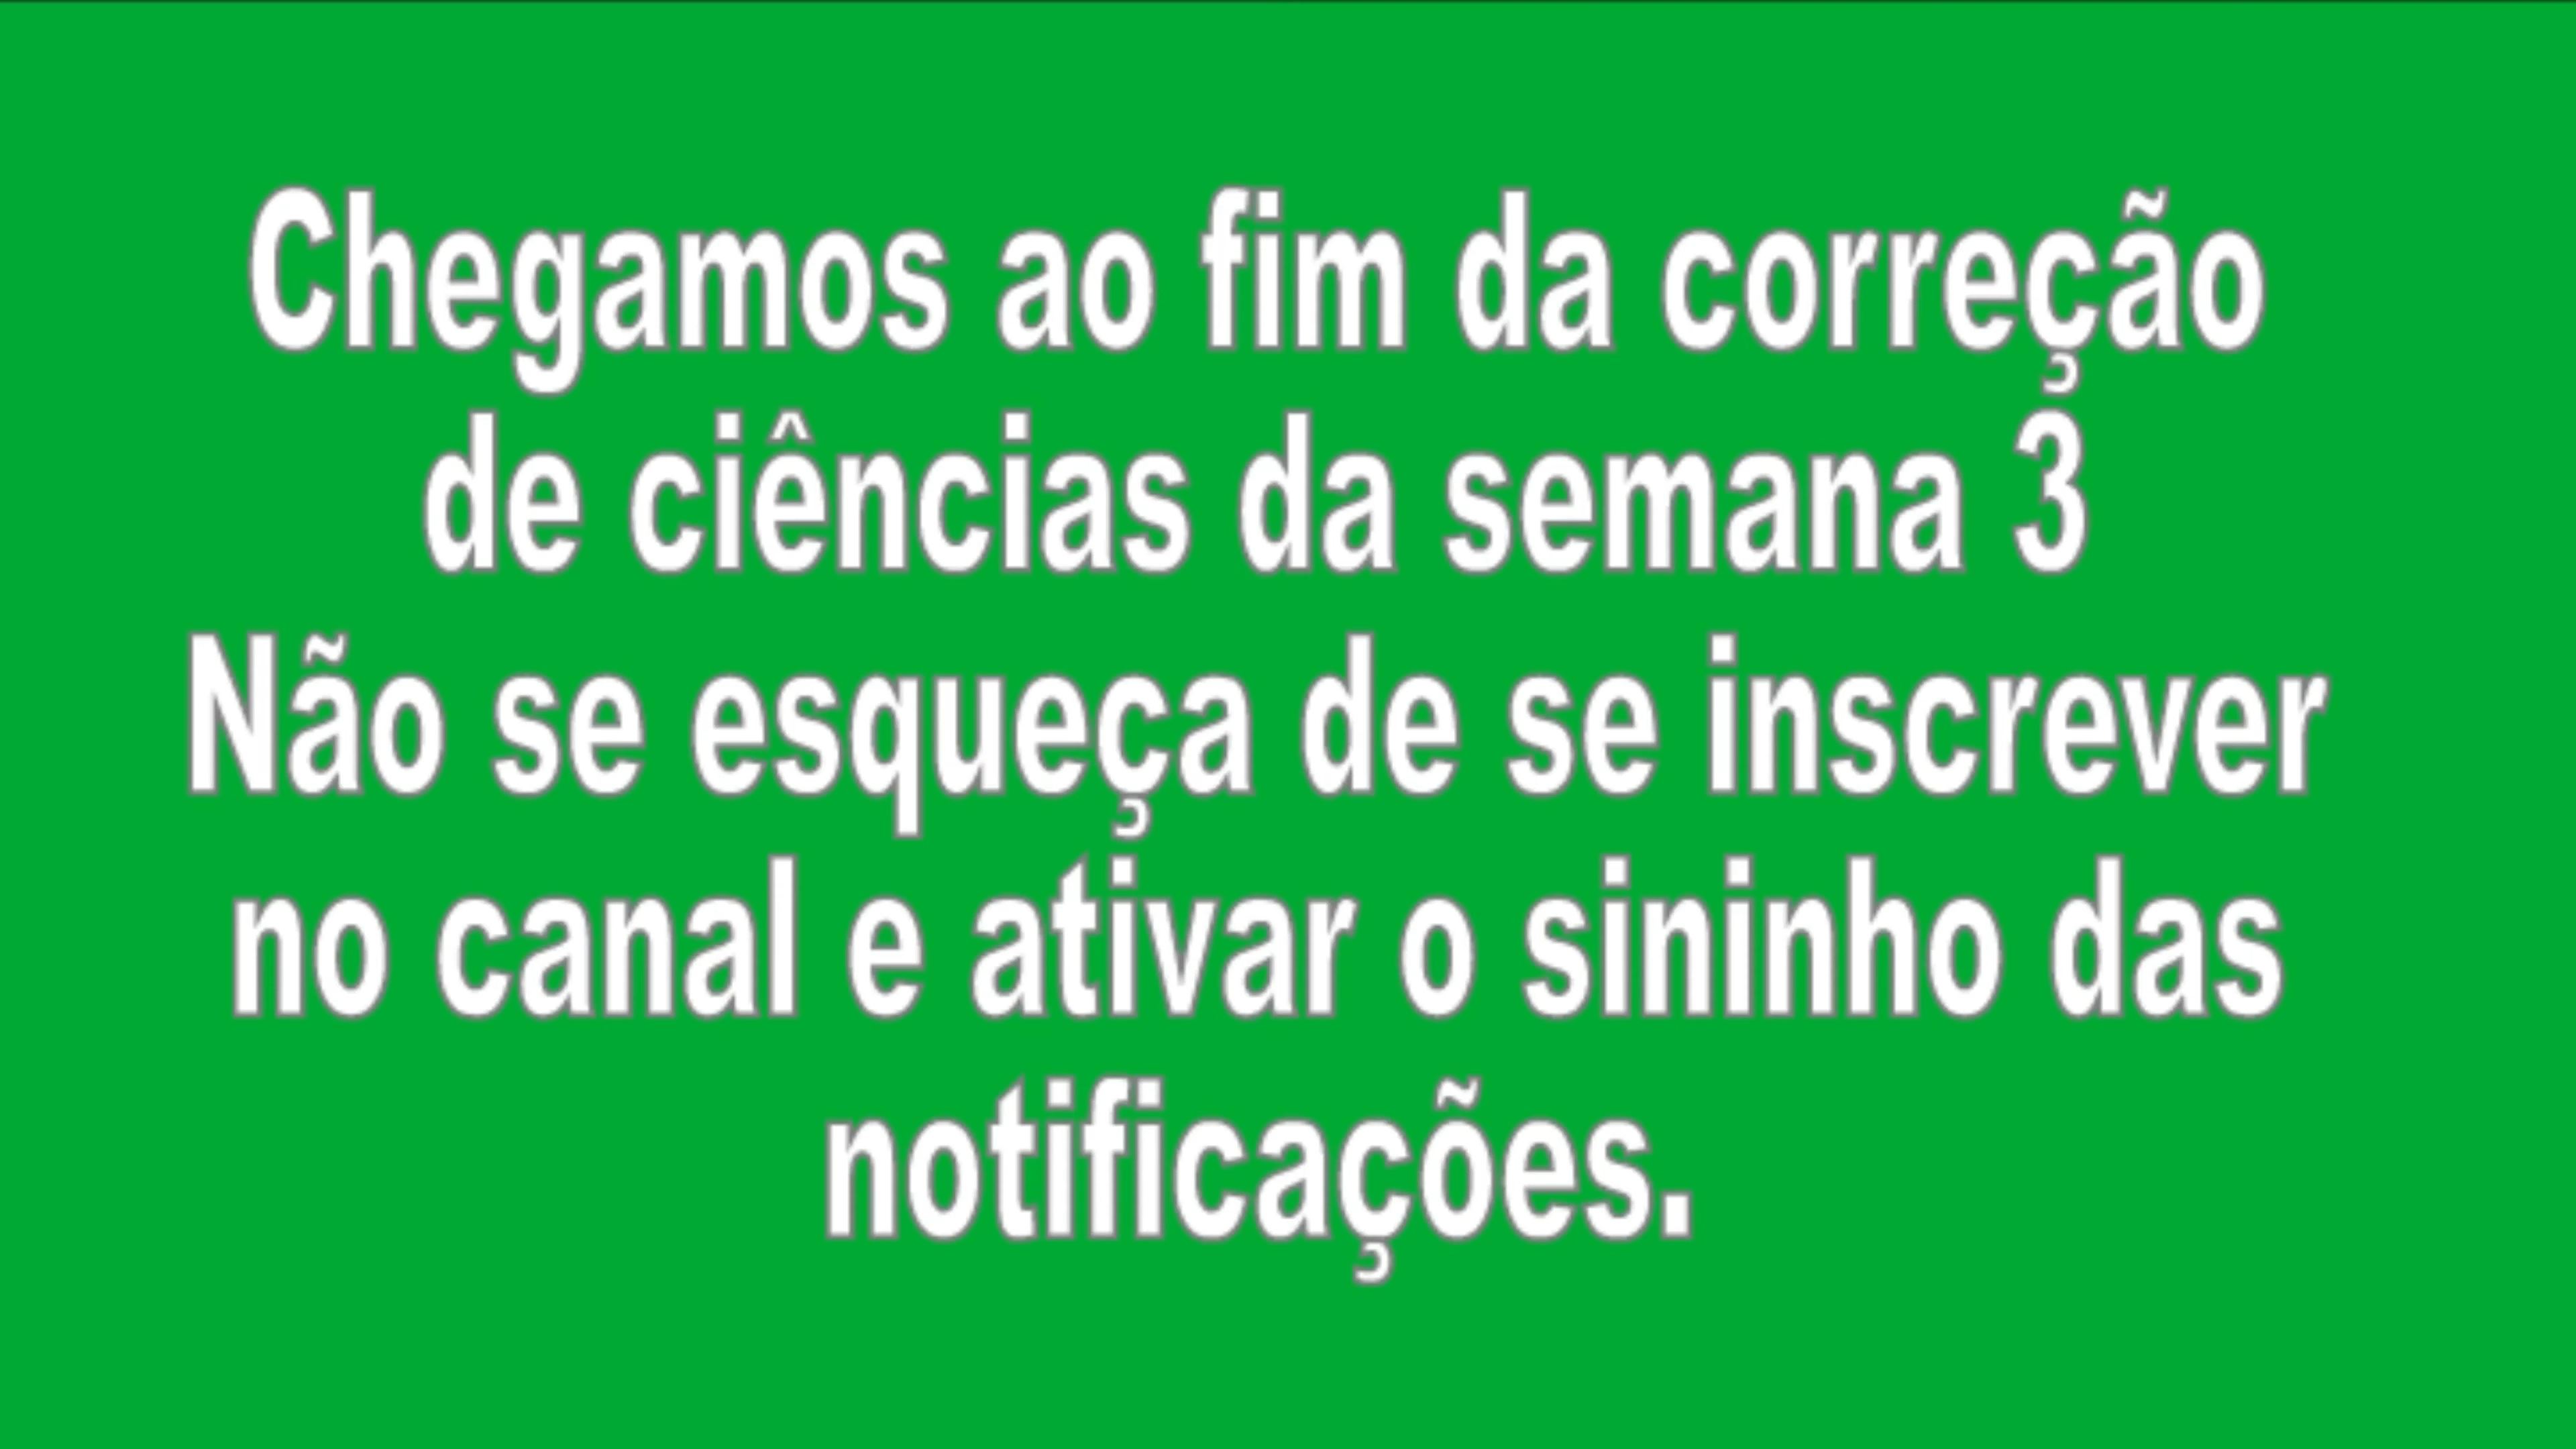 Chegamos ao fim da correção
de ciências da semana 3
Não se esqueça de se inscrever
no canal e ativar o sininho das
notificações.